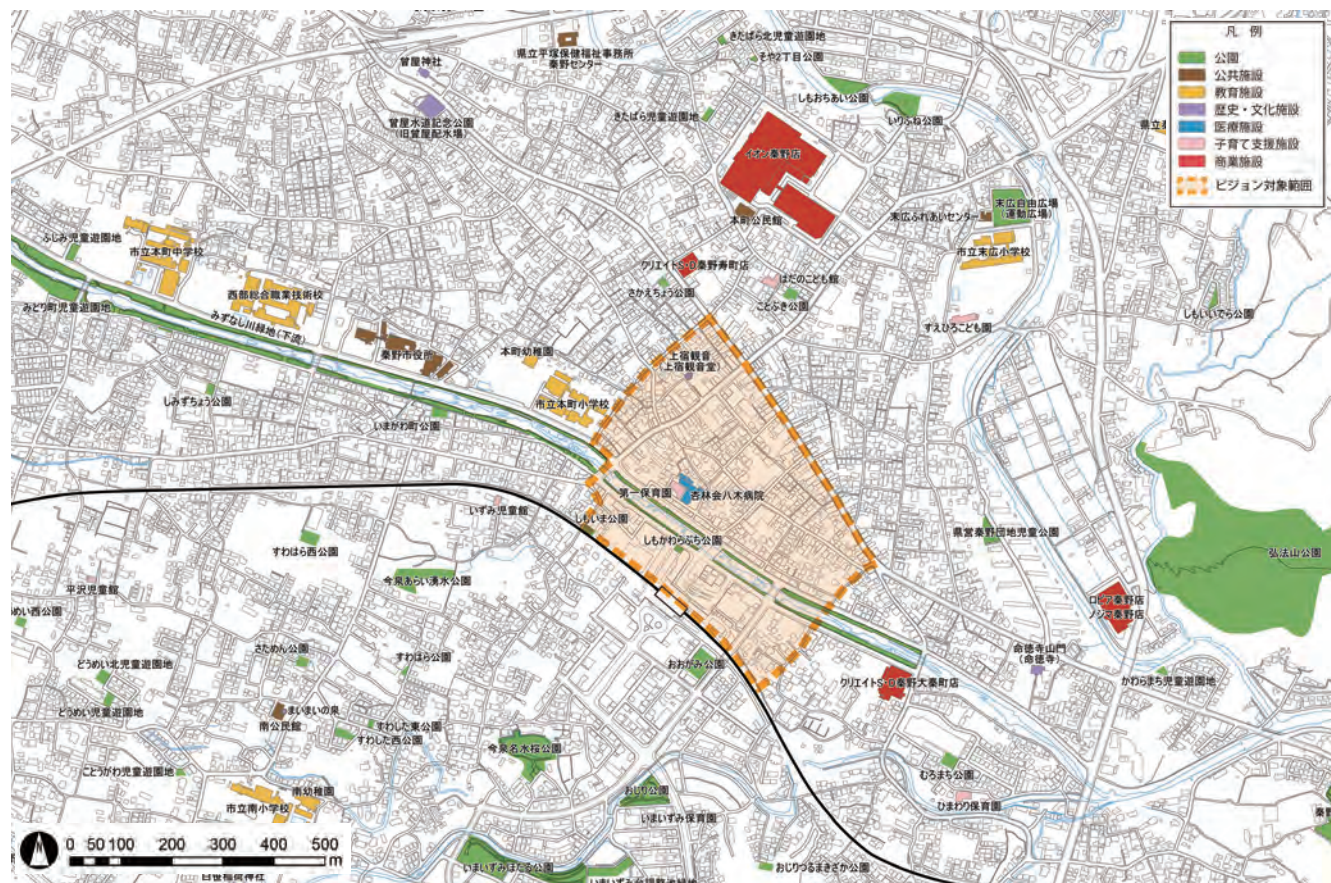 凡 例
公園
公共施設
教育施設
歴史・文化施設
医療施設
子育て支援施設
商業施設
ビジョン対象範囲
きたばら北児童遊園地
県立平塚保健福祉事務所
秦野センター
そや2丁目公園
曾屋神社
曾屋水道記念公園
(旧曾屋配水場)
しもおちあい公園
いりふね公園
きたばら児童遊園地
県立
イオン秦野店
本町公民館
末広ふれあいセンター
末広自由広場
(運動広場)
市立末広小学校
ふじみ児童遊園地
市立本町中学校
クリエイトS・D秦野寿町店
はだのこども館
さかえちょう公園
ことぶき公園
西部総合職業技術校
みどり町児童遊園地
みずなし川緑地(下流)
すえひろこども園
しもいいでら公園
秦野市役所
本町幼稚園
上宿観音
(上宿観音堂)
市立本町小学校
しみずちょう公園
いまがわ町公園
第一保育園
杏林会八木病院
いずみ児童館
しもいま公園
しもかわらぶち公園
県営秦野団地児童公園
すわはら西公園
弘法山公園
今泉あらい湧水公園
平沢児童館
めい西公園
ロピア秦野店
ノジマ秦野店
さためん公園
すわはら公園
どうめい北児童遊園地
おおがみ公園
命徳寺山門
(命徳寺)
クリエイトS・D秦野大秦町店
かわらまち児童遊園地
どうめい児童遊園地
まいまいの泉
南公民館
すわした東公園
すわした西公園
今泉名水桜公園
ことうがわ児童遊園地
むろまち公園
南幼稚園
市立南小学校
おじり公園
ひまわり保育園
いまいずみ保育園
秦野
0 50 100 200 300 400 500
m
いまいずみほたる公園
おじりつるまきざか公園
白笹稲荷神社